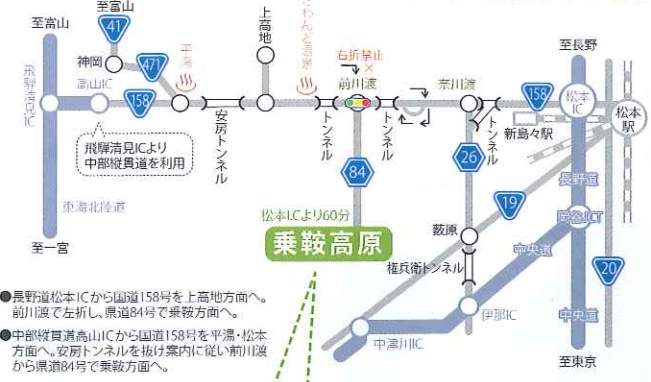 至富山
至富山
41
神岡
471
平湯
上高地
さわんど温泉
右折禁止
×
前川渡
奈川渡
至長野
飛騨清見IC
高山IC
158
安房トンネル
トンネル
トンネル
トンネル
158
新島々駅
松本IC
松本駅
飛騨清見ICより
中部縦貫道を利用
84
26
19
長野道
岡谷JCT
東海北陸道
松本I.Cより60分
乗鞍高原
薮原
権兵衛トンネル
中央道
20
至一宮
伊那IC
中央道
中津川IC
至東京
●長野道松本ICから国道158号を上高地方面へ。
前川渡で左折し、県道84号で乗鞍方面へ。
●中部縦貫道高山ICから国道158号を平湯・松本
方面へ。安房トンネルを抜け案内に従い前川渡
から県道84号で乗鞍方面へ。